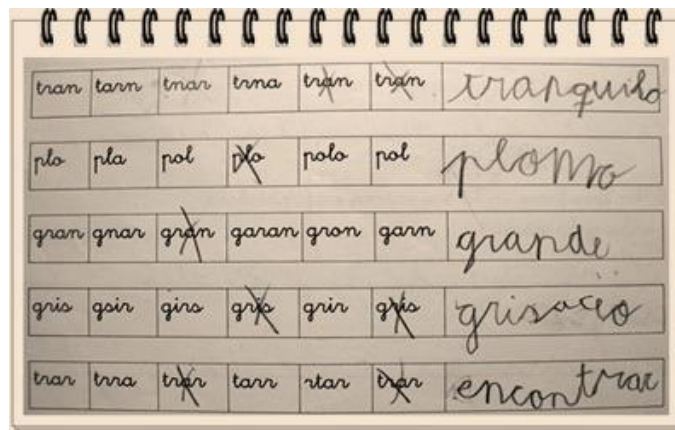 tran tarn tnar trna tran tran tranquilo
plo pla pol plo polo pol plomo
gran gnar gran garan gron garn grande
gris gsir girs gris grir gris grisaceo
trar trra trar tarr rtar trar encontrar